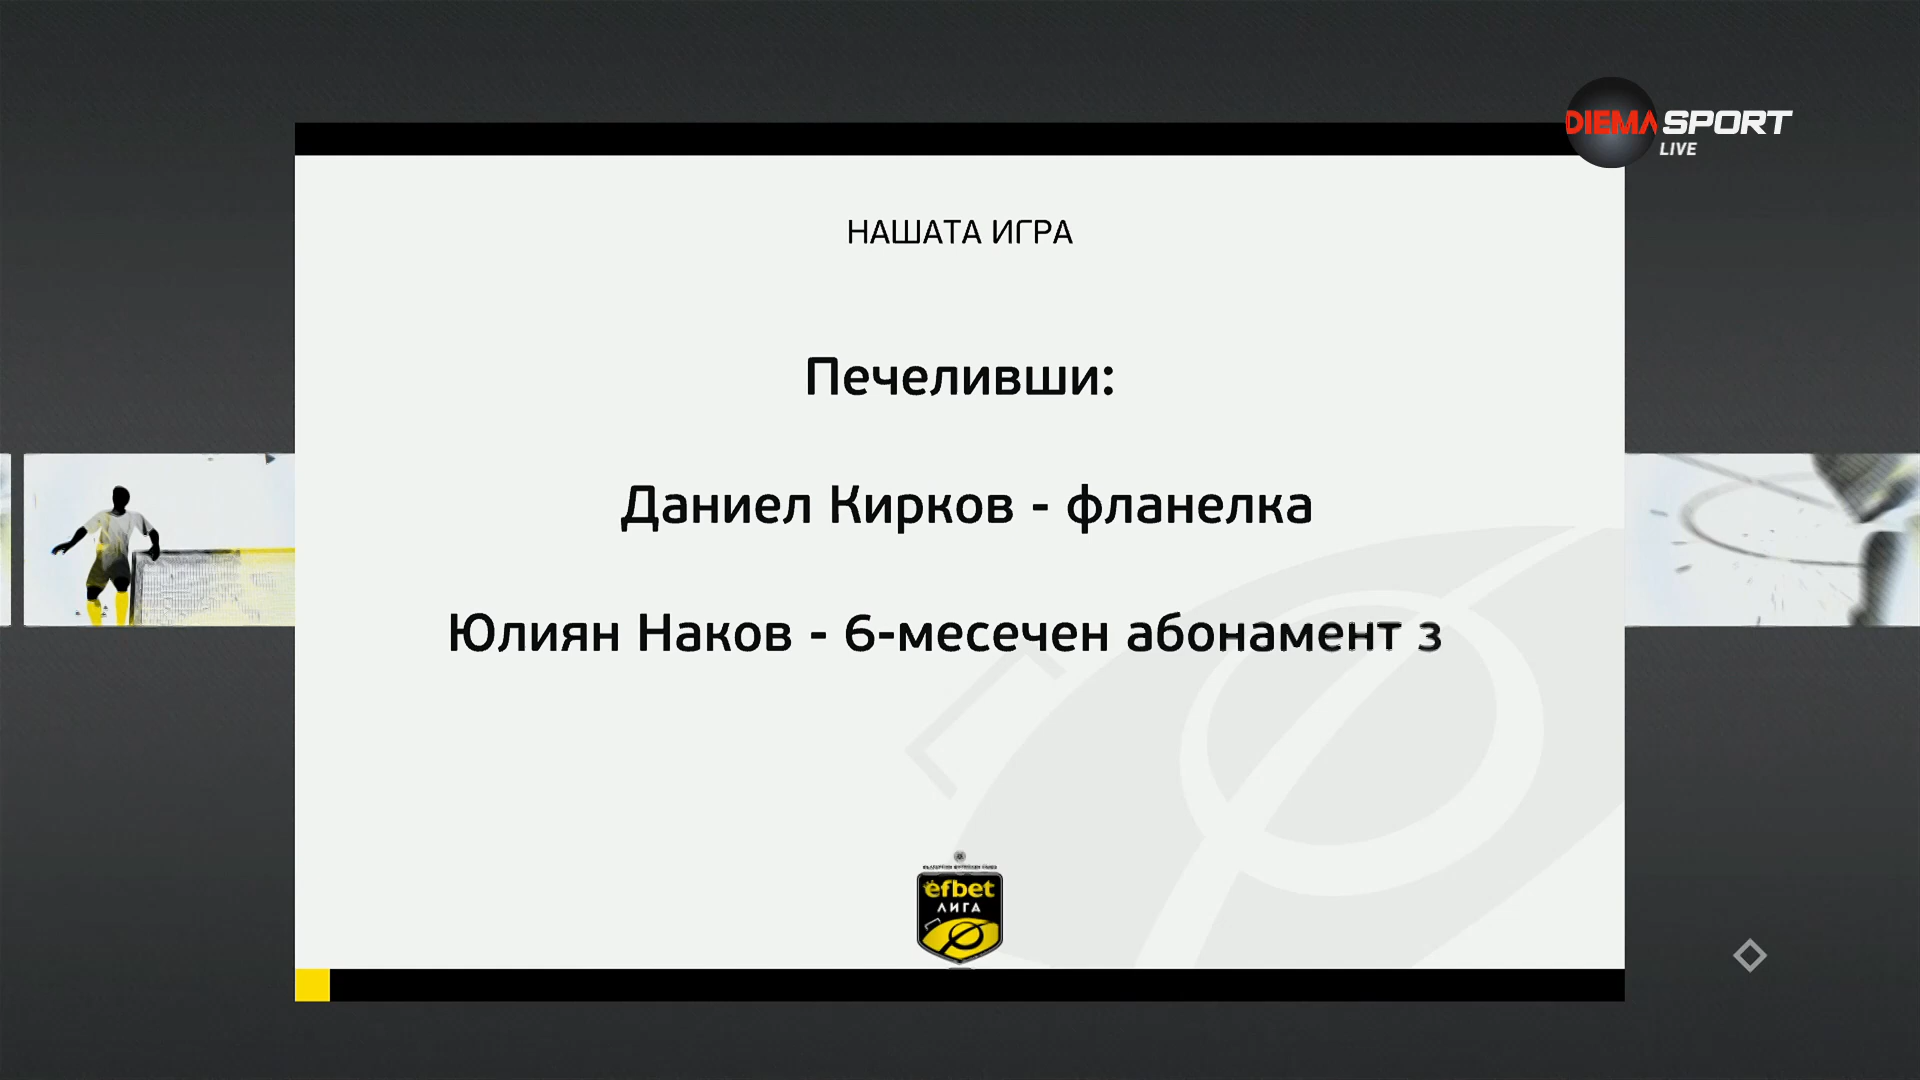 DIEMA SPORT
LIVE
НАШАТА ИГРА
Печеливши:
Даниел Кирков - фланелка
Юлиян Наков - 6-месечен абонамент з
efbet
ЛИГА